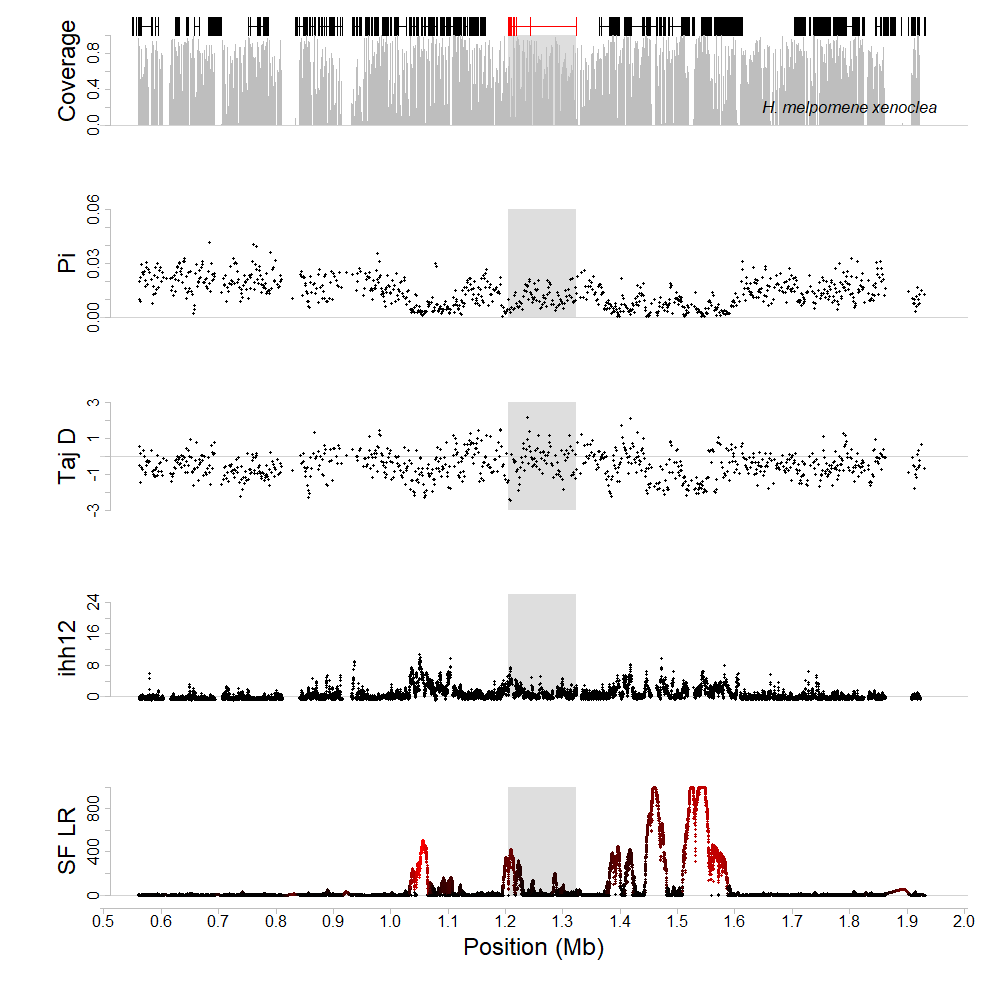 Coverage
0.0 0.4 0.8
H. melpomene xenoclea
Pi
0.00 0.03 0.06
Taj D
-3 -1 1 3
ihh12
0 8 16 24
SF LR
0 400 800
0.5 0.6 0.7 0.8 0.9 1.0 1.1 1.2 1.3 1.4 1.5 1.6 1.7 1.8 1.9 2.0
Position (Mb)